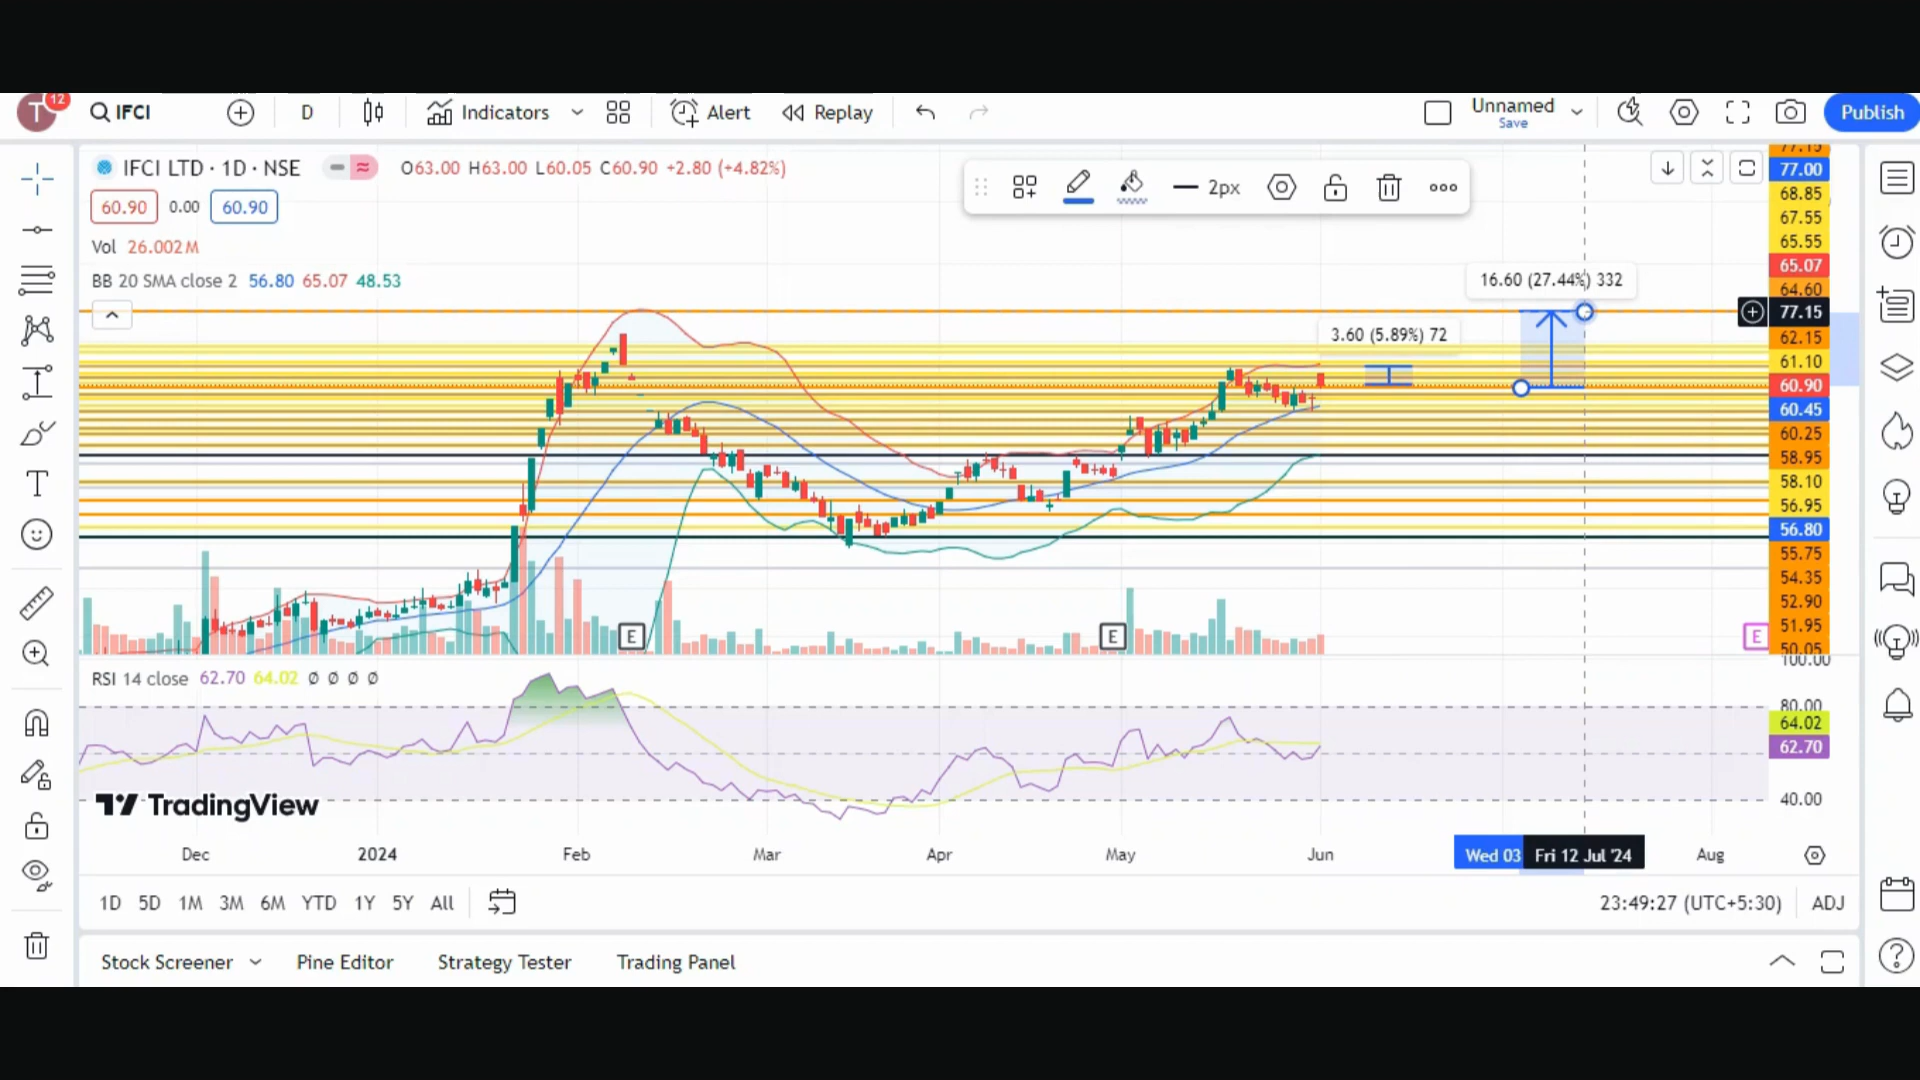 T 12 IFCI D Indicators Alert Replay Unnamed Save Publish
IFCI LTD · 1D · NSE O63.00 H63.00 L60.05 C60.90 +2.80 (+4.82%)
60.90 0.00 60.90
2px
Vol 26.002M
BB 20 SMA close 2 56.80 65.07 48.53
16.60 (27.44%) 332
3.60 (5.89%) 72
77.15
77.00
68.85
67.55
65.55
65.07
64.60
77.15
62.15
61.10
60.90
60.45
60.25
58.95
58.10
56.95
56.80
55.75
54.35
52.90
51.95
50.05
E E E
RSI 14 close 62.70 64.02 Ø Ø Ø Ø
100.00
80.00
64.02
62.70
40.00
TradingView
Dec 2024 Feb Mar Apr May Jun Wed 03 Fri 12 Jul '24 Aug
1D 5D 1M 3M 6M YTD 1Y 5Y All 23:49:27 (UTC+5:30) ADJ
Stock Screener Pine Editor Strategy Tester Trading Panel